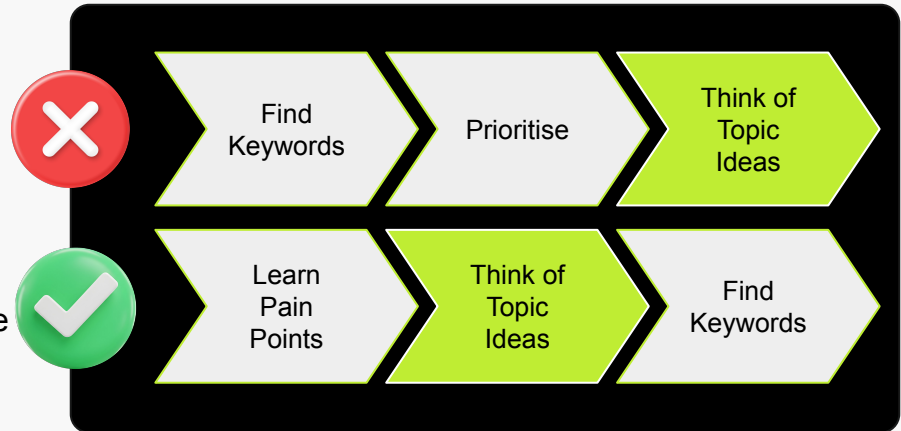 Find
Keywords
Prioritise
Think of
Topic
Ideas
e
Learn
Pain
Points
Think of
Topic
Ideas
Find
Keywords